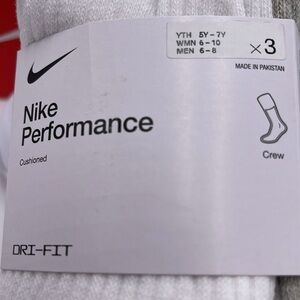 YTH 5Y-7Y
WMN 6-10
MEN 6-8
×3
MADE IN PAKISTAN
Nike
Performance
Cushioned
Crew
DRI-FIT